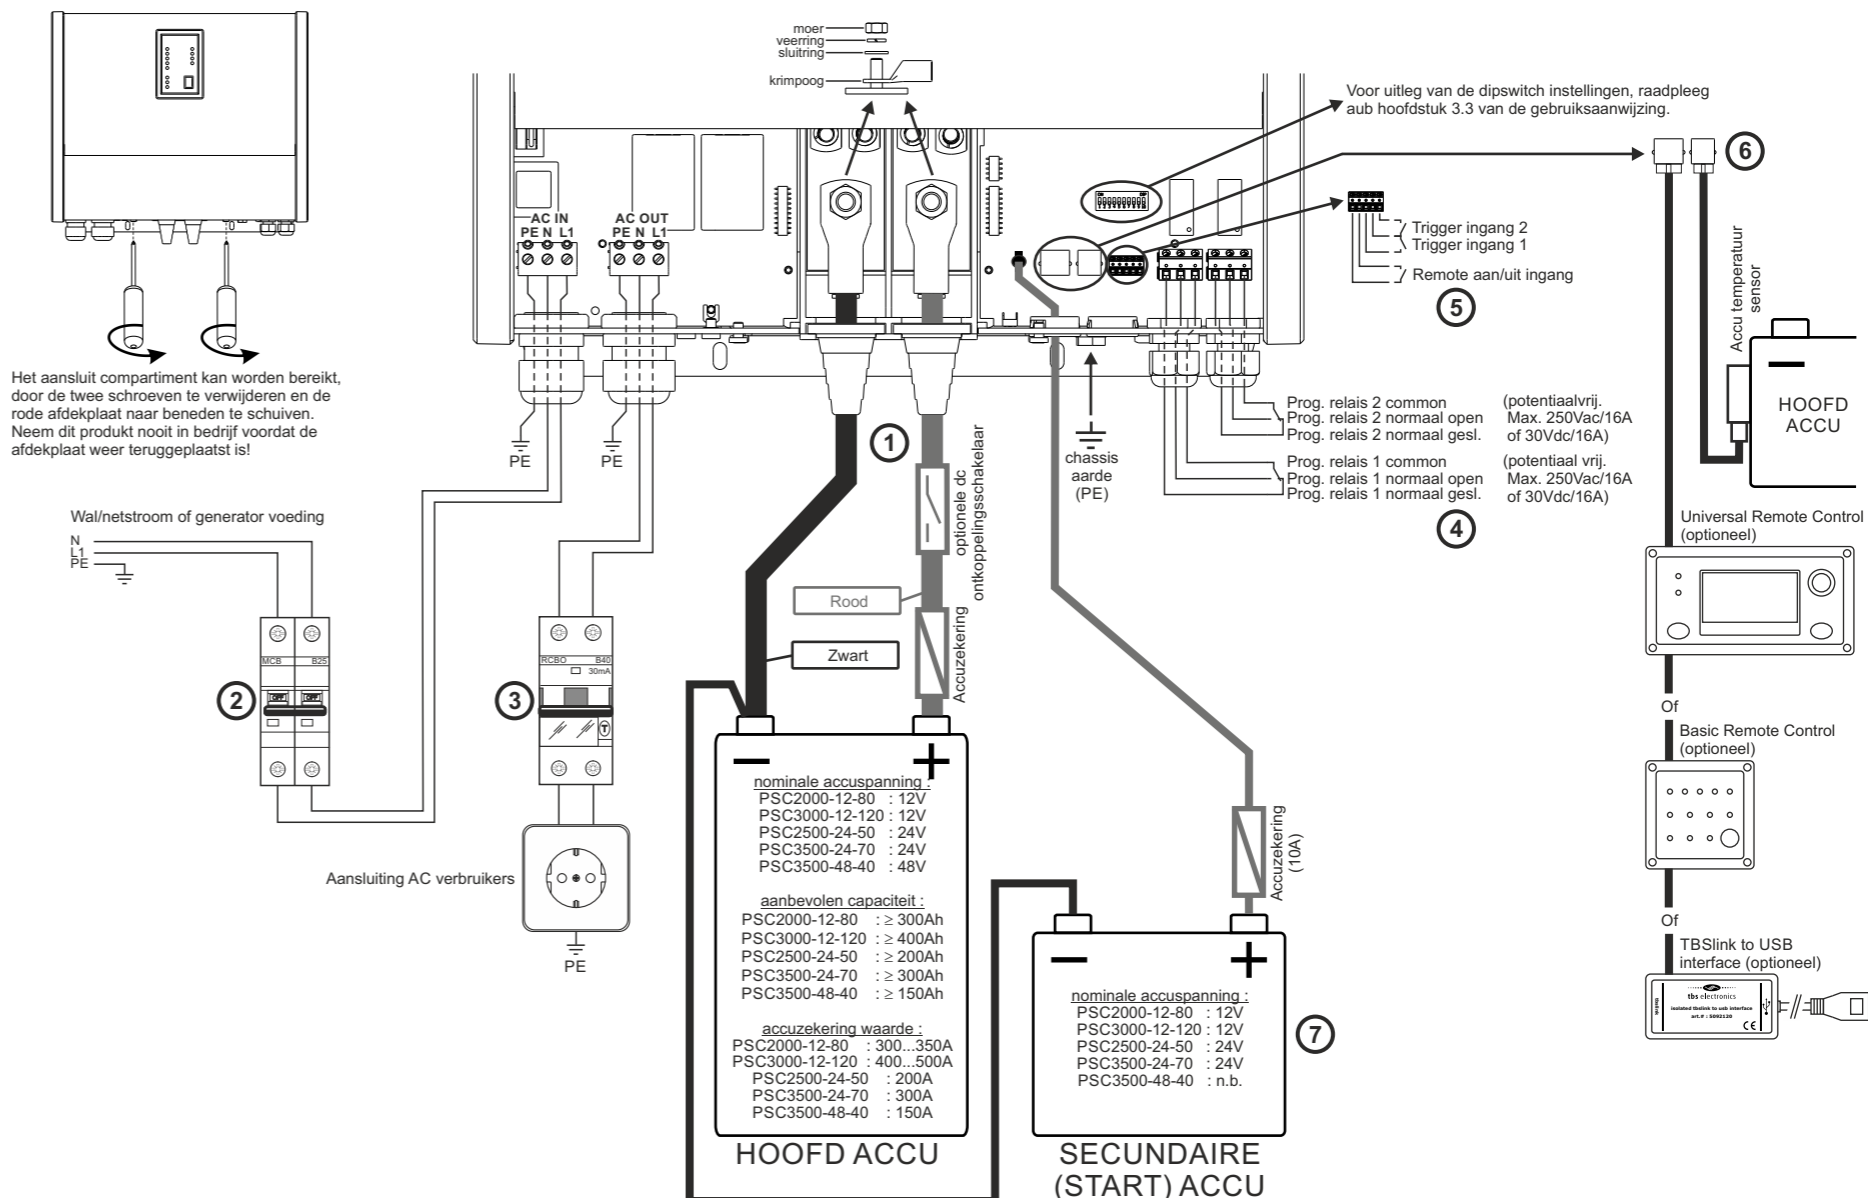 moer
veerring
sluitring
krimpoog
Voor uitleg van de dipswitch instellingen, raadpleeg
aub hoofdstuk 3.3 van de gebruiksaanwijzing.
6
AC IN
PE N L1
AC OUT
PE N L1
Trigger ingang 2
Trigger ingang 1
Remote aan/uit ingang
5
Accu temperatuur
sensor
HOOFD
ACCU
Het aansluit compartiment kan worden bereikt,
door de twee schroeven te verwijderen en de
rode afdekplaat naar beneden te schuiven.
Neem dit produkt nooit in bedrijf voordat de
afdekplaat weer teruggeplaatst is!
PE
PE
1
chassis
aarde
(PE)
Prog. relais 2 common
Prog. relais 2 normaal open
Prog. relais 2 normaal gesl.
(potentiaalvrij.
Max. 250Vac/16A
of 30Vdc/16A)
Prog. relais 1 common
Prog. relais 1 normaal open
Prog. relais 1 normaal gesl.
(potentiaal vrij.
Max. 250Vac/16A
of 30Vdc/16A)
4
Wal/netstroom of generator voeding
N
L1
PE
optionele dc
ontkoppelingsschakelaar
Rood
Zwart
Accuzekering
MCB B25
OFF OFF
2
RCBO B40
30mA
T
3
Aansluiting AC verbruikers
PE
nominale accuspanning :
PSC2000-12-80 : 12V
PSC3000-12-120 : 12V
PSC2500-24-50 : 24V
PSC3500-24-70 : 24V
PSC3500-48-40 : 48V
aanbevolen capaciteit :
PSC2000-12-80 : ≥ 300Ah
PSC3000-12-120 : ≥ 400Ah
PSC2500-24-50 : ≥ 200Ah
PSC3500-24-70 : ≥ 300Ah
PSC3500-48-40 : ≥ 150Ah
accuzekering waarde :
PSC2000-12-80 : 300...350A
PSC3000-12-120 : 400...500A
PSC2500-24-50 : 200A
PSC3500-24-70 : 300A
PSC3500-48-40 : 150A
HOOFD ACCU
Accuzekering
(10A)
nominale accuspanning :
PSC2000-12-80 : 12V
PSC3000-12-120 : 12V
PSC2500-24-50 : 24V
PSC3500-24-70 : 24V
PSC3500-48-40 : n.b.
7
SECUNDAIRE
(START) ACCU
Universal Remote Control
(optioneel)
Of
Basic Remote Control
(optioneel)
Of
TBSlink to USB
interface (optioneel)
tbslink
tbs electronics
isolated tbslink to usb interface
art.# : 5092120
CE